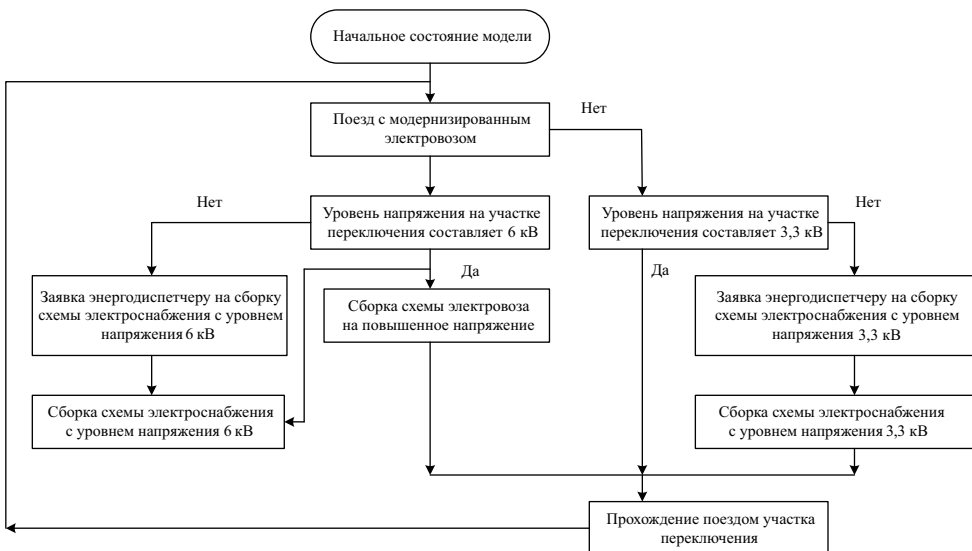 Начальное состояние модели
Поезд с модернизированным
электровозом
Нет
Нет
Уровень напряжения на участке
переключения составляет 6 кВ
Уровень напряжения на участке
переключения составляет 3,3 кВ
Нет
Да
Да
Заявка энергодиспетчеру на сборку
схемы электроснабжения с уровнем
напряжения 6 кВ
Сборка схемы электровоза
на повышенное напряжение
Заявка энергодиспетчеру на сборку
схемы электроснабжения с уровнем
напряжения 3,3 кВ
Сборка схемы электроснабжения
с уровнем напряжения 6 кВ
Сборка схемы электроснабжения
с уровнем напряжения 3,3 кВ
Прохождение поездом участка
переключения